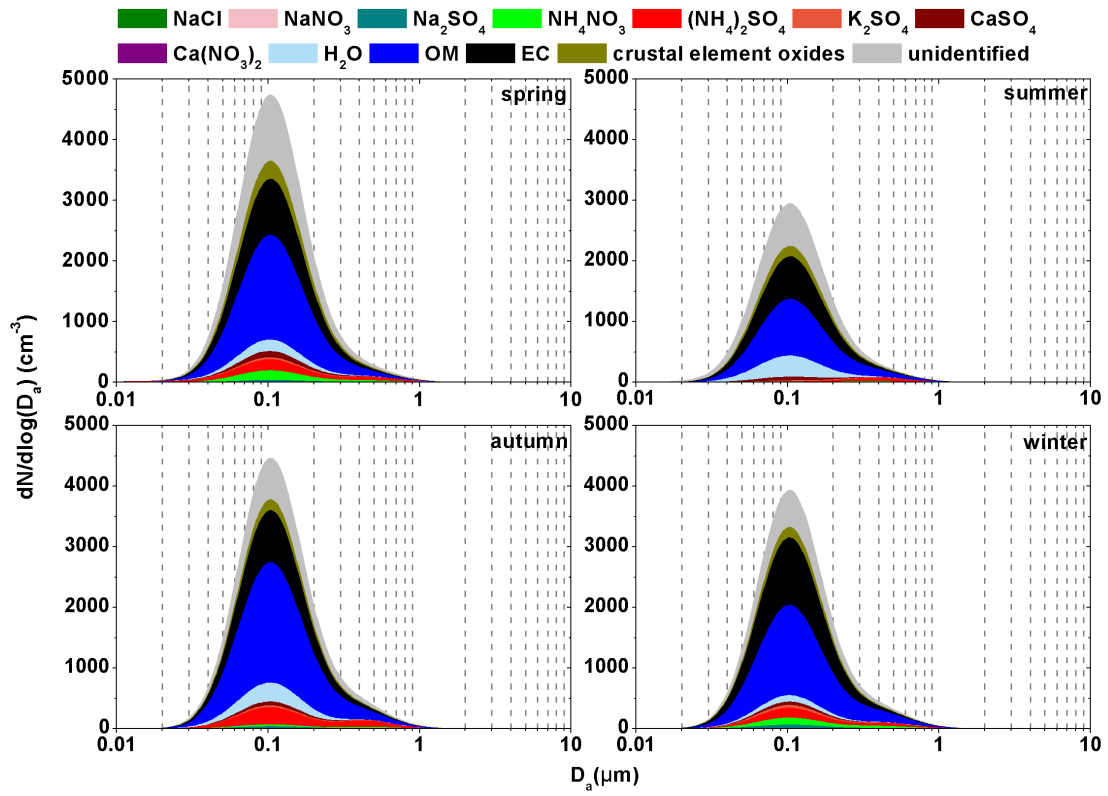 NaCl NaNO₃ Na₂SO₄ NH₄NO₃ (NH₄)₂SO₄ K₂SO₄ CaSO₄
Ca(NO₃)₂ H₂O OM EC crustal element oxides unidentified
5000 spring 5000 summer
4000 4000
3000 3000
2000 2000
1000 1000
0 0
0.01 0.1 1 10 0.01 0.1 1 10
dN/dlog(Dₐ) (cm⁻³)
5000 autumn 5000 winter
4000 4000
3000 3000
2000 2000
1000 1000
0 0
0.01 0.1 1 10 0.01 0.1 1 10
Dₐ(µm)